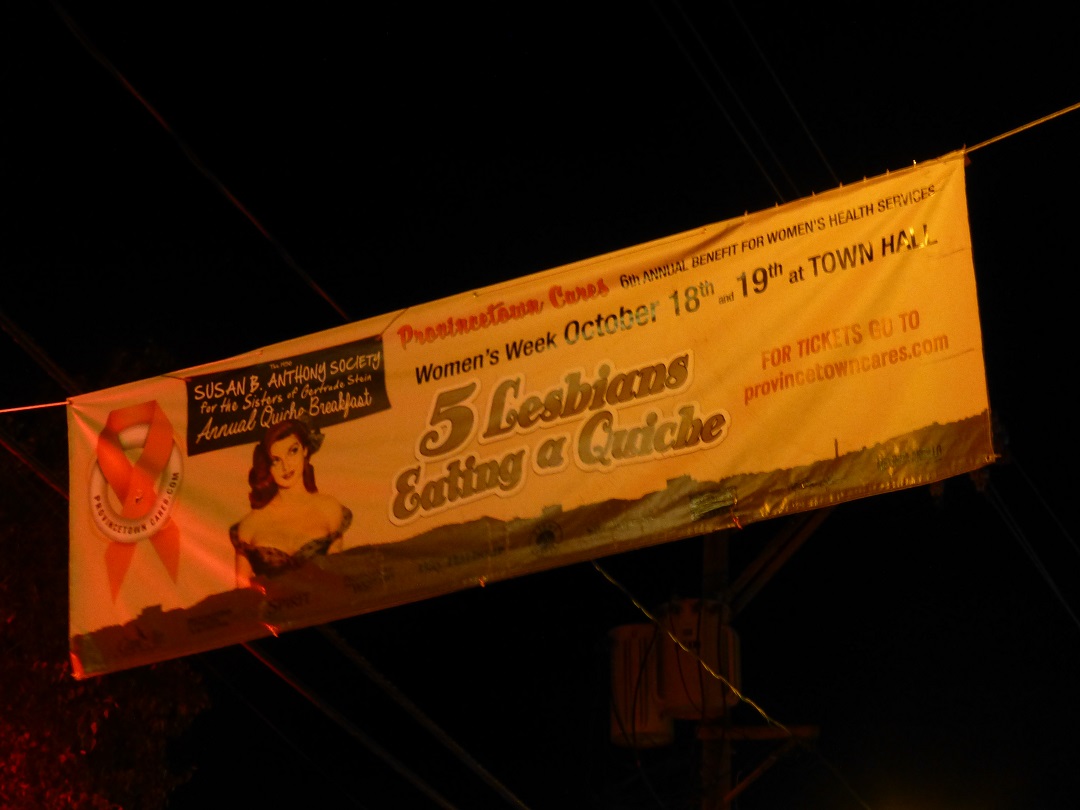 Provincetown Cares 6th ANNUAL BENEFIT FOR WOMEN'S HEALTH SERVICES
Women's Week October 18th and 19th at TOWN HALL
SUSAN B. ANTHONY SOCIETY
for the Sisters of Gertrude Stein
Annual Quiche Breakfast
5 Lesbians
Eating a Quiche
FOR TICKETS GO TO
provincetowncares.com
PROVINCETOWN CARES.COM